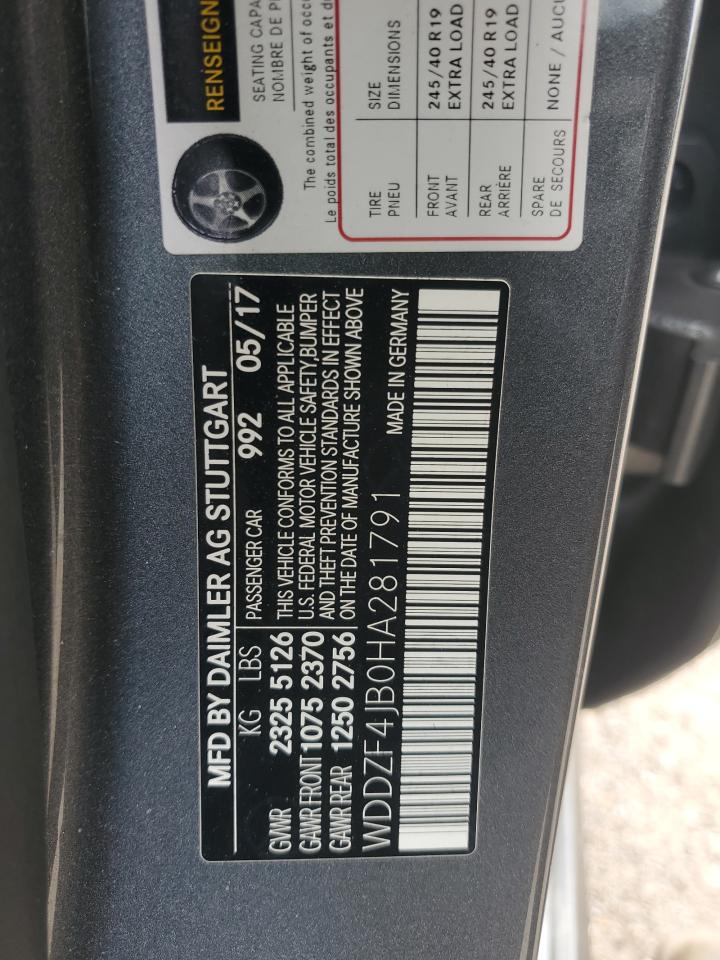 MFD BY DAIMLER AG STUTTGART
KG LBS PASSENGER CAR 992 05/17
GVWR 2325 5126 THIS VEHICLE CONFORMS TO ALL APPLICABLE
GAWR FRONT 1075 2370 U.S. FEDERAL MOTOR VEHICLE SAFETY, BUMPER
GAWR REAR 1250 2756 AND THEFT PREVENTION STANDARDS IN EFFECT
ON THE DATE OF MANUFACTURE SHOWN ABOVE
WDDZF4JB0HA281791 MADE IN GERMANY
RENSEIGN
SEATING CAPA
NOMBRE DE
The combined weight of
Le poids total des occupants et
TIRE SIZE
PNEU DIMENSIONS
FRONT 245/40 R19
AVANT EXTRA LOAD
REAR 245/40 R19
ARRIÈRE EXTRA LOAD
SPARE NONE / AUCU
DE SECOURS